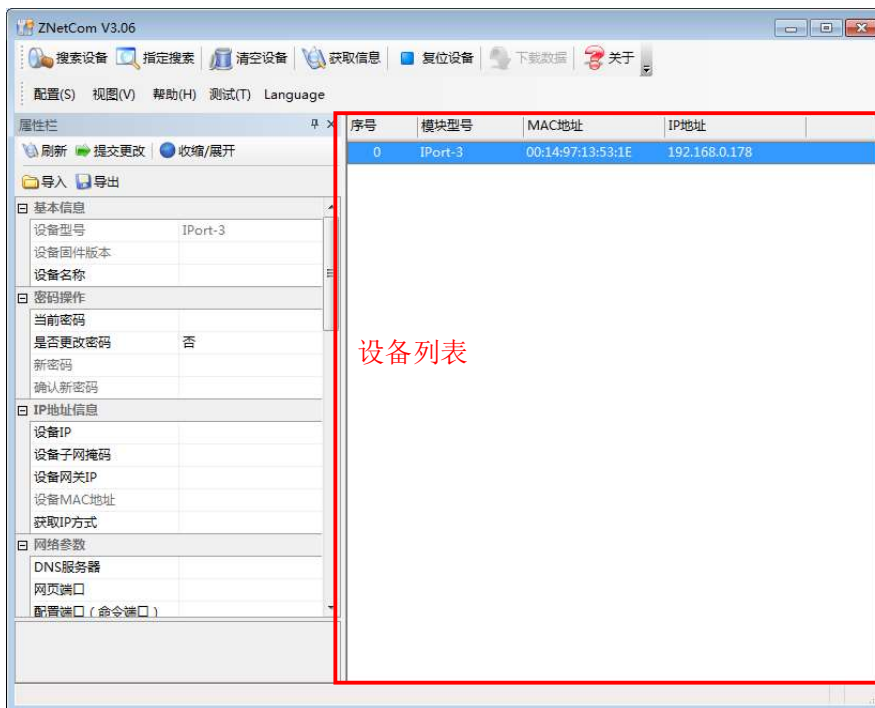 ZNetCom V3.06
搜索设备 指定搜索 清空设备 获取信息 复位设备 下载数据 关于
配置(S) 视图(V) 帮助(H) 测试(T) Language
属性栏
刷新 提交更改 收缩/展开
导入 导出
基本信息
设备型号 IPort-3
设备固件版本
设备名称
密码操作
当前密码
是否更改密码 否
新密码
确认新密码
IP地址信息
设备IP
设备子网掩码
设备网关IP
设备MAC地址
获取IP方式
网络参数
DNS服务器
网页端口
配置端口(命令端口)
序号 模块型号 MAC地址 IP地址
0 IPort-3 00:14:97:13:53:1E 192.168.0.178
设备列表